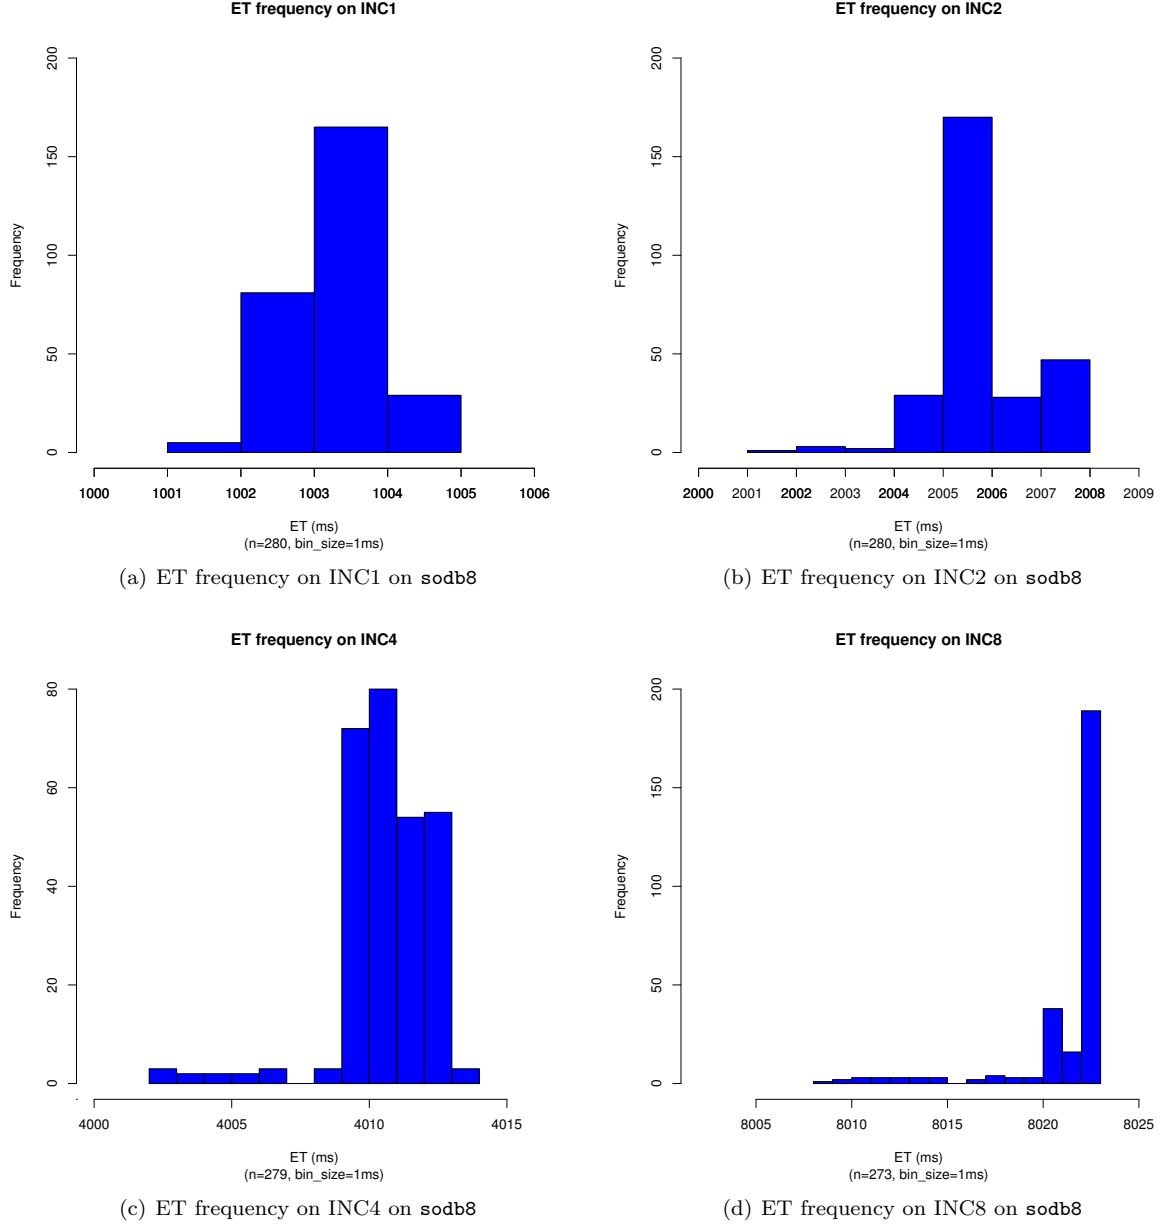 ET frequency on INC1
Frequency
0
50
100
150
200
1000 1001 1002 1003 1004 1005 1006
ET (ms)
(n=280, bin_size=1ms)
(a) ET frequency on INC1 on sodb8
ET frequency on INC2
Frequency
0
50
100
150
200
2000 2001 2002 2003 2004 2005 2006 2007 2008 2009
ET (ms)
(n=280, bin_size=1ms)
(b) ET frequency on INC2 on sodb8
ET frequency on INC4
Frequency
0
20
40
60
80
4000 4005 4010 4015
ET (ms)
(n=279, bin_size=1ms)
(c) ET frequency on INC4 on sodb8
ET frequency on INC8
Frequency
0
50
100
150
200
8005 8010 8015 8020 8025
ET (ms)
(n=273, bin_size=1ms)
(d) ET frequency on INC8 on sodb8